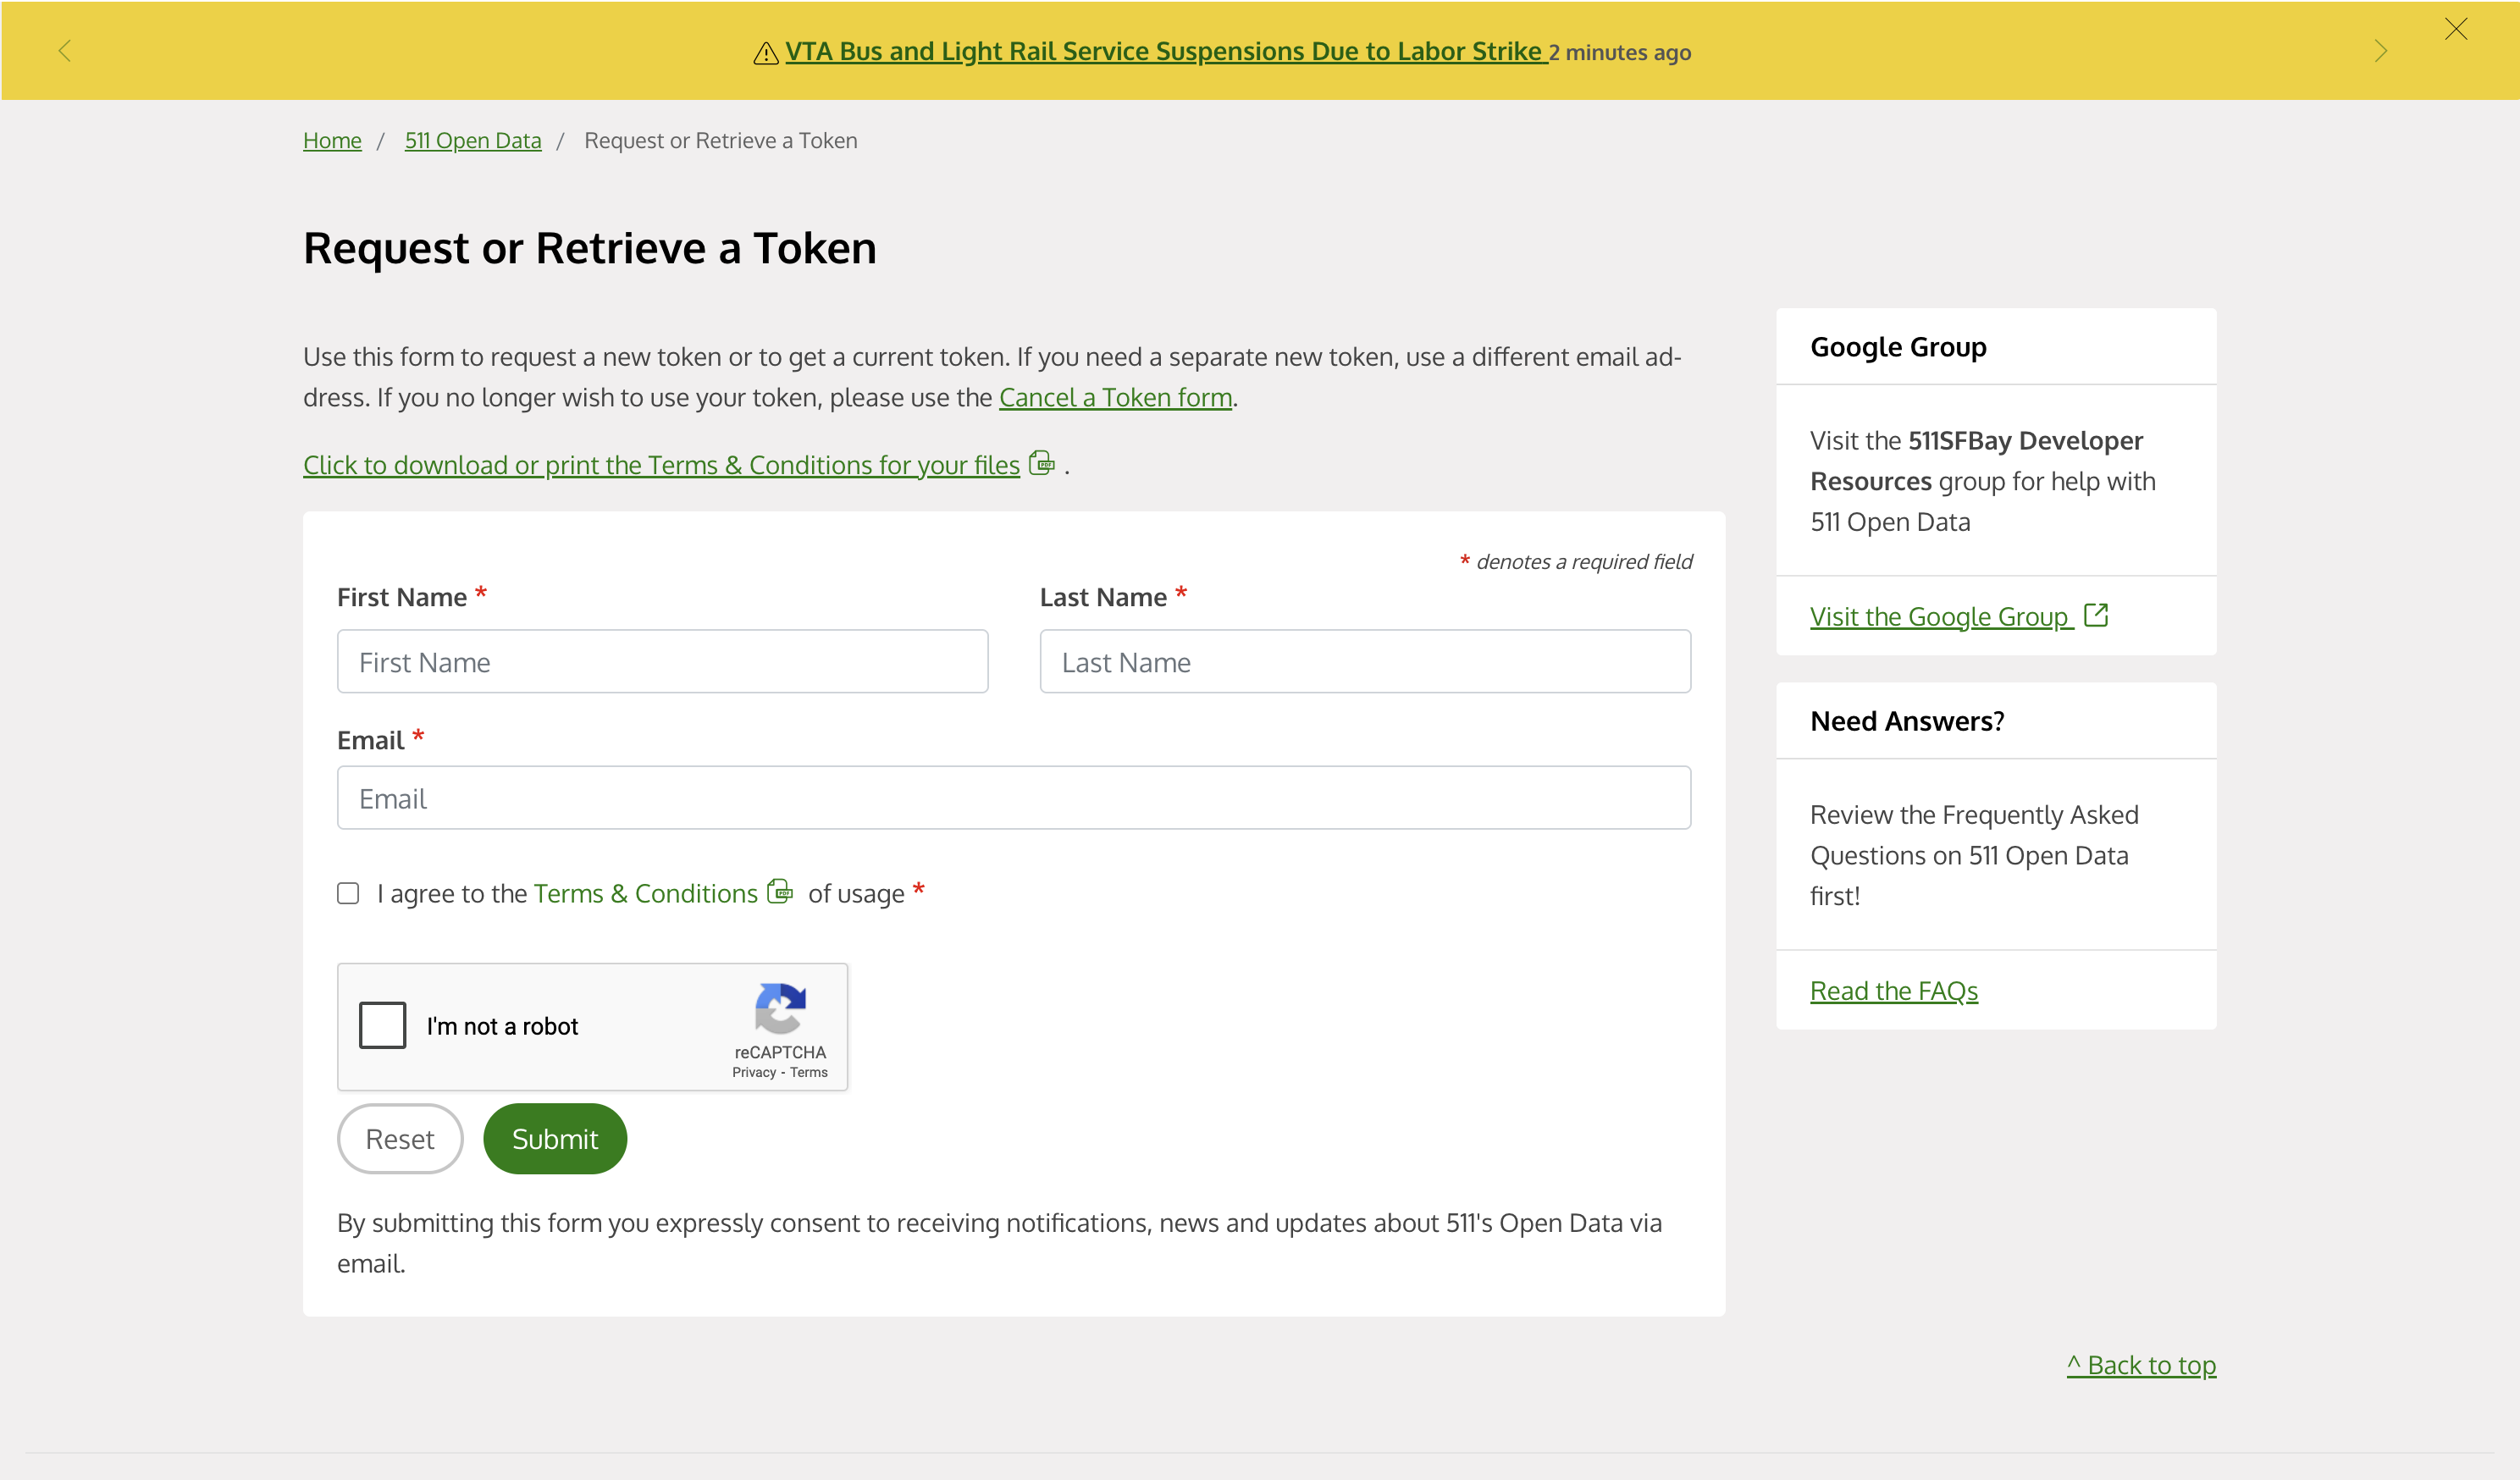 VTA Bus and Light Rail Service Suspensions Due to Labor Strike 2 minutes ago
Home / 511 Open Data / Request or Retrieve a Token
Request or Retrieve a Token
Use this form to request a new token or to get a current token. If you need a separate new token, use a different email ad-
dress. If you no longer wish to use your token, please use the Cancel a Token form.
Click to download or print the Terms & Conditions for your files PDF .
* denotes a required field
First Name *
Last Name *
First Name
Last Name
Email *
Email
I agree to the Terms & Conditions PDF of usage *
I'm not a robot
reCAPTCHA
Privacy - Terms
Reset
Submit
By submitting this form you expressly consent to receiving notifications, news and updates about 511's Open Data via
email.
Google Group
Visit the 511SFBay Developer
Resources group for help with
511 Open Data
Visit the Google Group
Need Answers?
Review the Frequently Asked
Questions on 511 Open Data
first!
Read the FAQs
^ Back to top